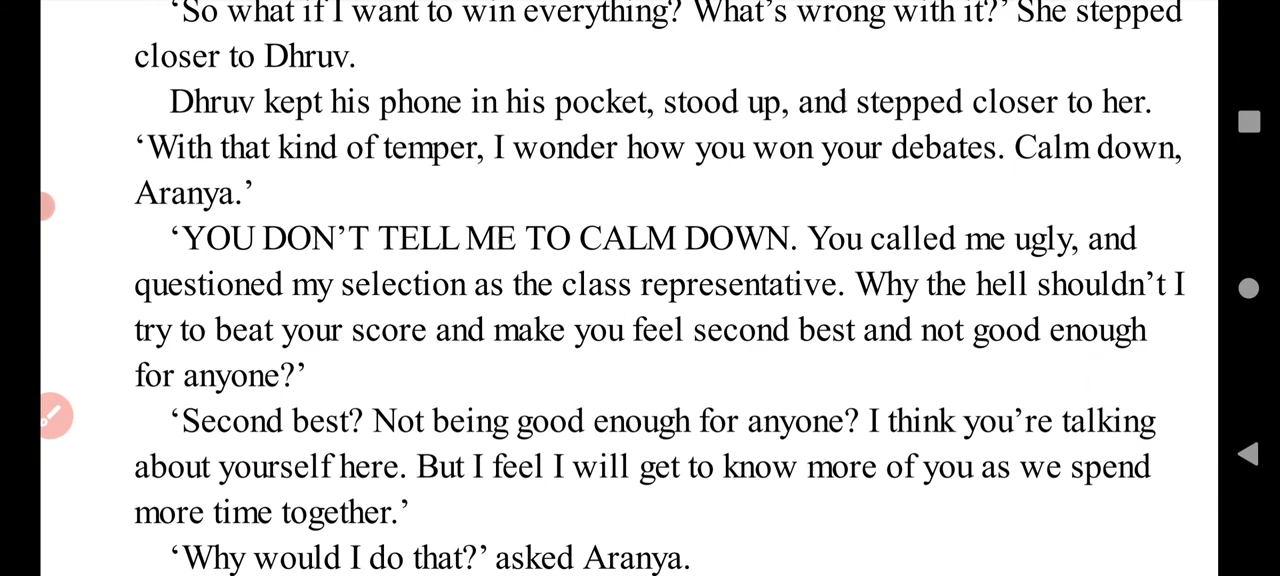 ‘So what if I want to win everything? What’s wrong with it?’ She stepped
closer to Dhruv.
Dhruv kept his phone in his pocket, stood up, and stepped closer to her.
‘With that kind of temper, I wonder how you won your debates. Calm down,
Aranya.’
‘YOU DON’T TELL ME TO CALM DOWN. You called me ugly, and
questioned my selection as the class representative. Why the hell shouldn’t I
try to beat your score and make you feel second best and not good enough
for anyone?’
‘Second best? Not being good enough for anyone? I think you’re talking
about yourself here. But I feel I will get to know more of you as we spend
more time together.’
‘Why would I do that?’ asked Aranya.